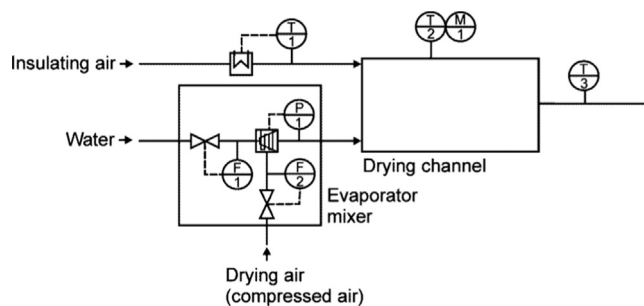 T
1
T
2
M
1
Insulating air
T
3
P
1
Water
Drying channel
F
1
F
2
Evaporator
mixer
Drying air
(compressed air)